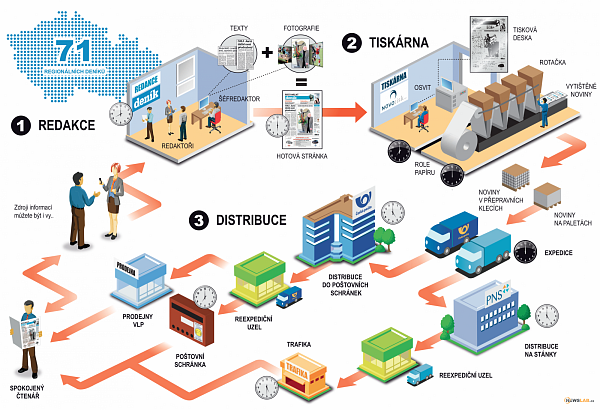 71
REGIONÁLNÍCH DENÍKŮ
1 REDAKCE
TEXTY
FOTOGRAFIE
+
=
REDAKCE
deník
ŠÉFREDAKTOR
REDAKTOŘI
HOTOVÁ STRÁNKA
2 TISKÁRNA
TISKOVÁ
DESKA
ROTAČKA
TISKÁRNA
OSVIT
VYTIŠTĚNÉ
NOVINY
ROLE
PAPÍRU
NOVINY
V PŘEPRAVNÍCH
KLECÍCH
NOVINY
NA PALETÁCH
Zdroj informací
můžete být i vy..
3 DISTRIBUCE
EXPEDICE
DISTRIBUCE
DO POŠTOVNÍCH
SCHRÁNEK
PRODEJNA
PRODEJNY
VLP
REEXPEDIČNÍ
UZEL
PNS
DISTRIBUCE
NA STÁNKY
POŠTOVNÍ
SCHRÁNKA
TRAFIKA
TRAFIKA
REEXPEDIČNÍ UZEL
SPOKOJENÝ
ČTENÁŘ